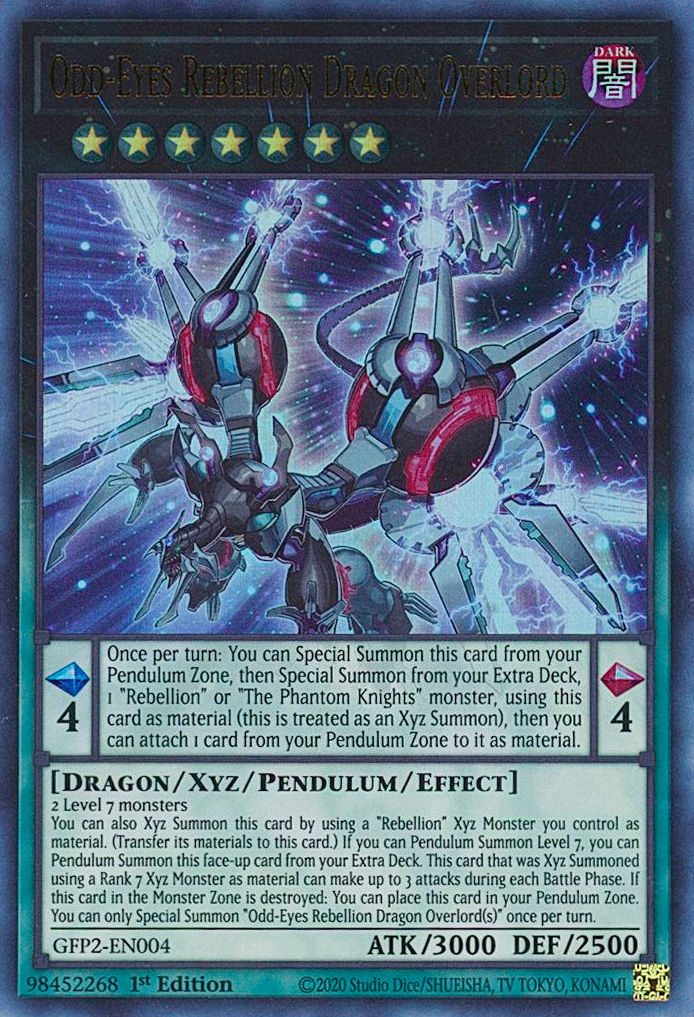 ODD-EYES REBELLION DRAGON OVERLORD
DARK
闇
Once per turn: You can Special Summon this card from your
Pendulum Zone, then Special Summon from your Extra Deck,
1 "Rebellion" or "The Phantom Knights" monster, using this
card as material (this is treated as an Xyz Summon), then you
can attach 1 card from your Pendulum Zone to it as material.
4
4
[DRAGON/XYZ/PENDULUM/EFFECT]
2 Level 7 monsters
You can also Xyz Summon this card by using a "Rebellion" Xyz Monster you control as
material. (Transfer its materials to this card.) If you can Pendulum Summon Level 7, you can
Pendulum Summon this face-up card from your Extra Deck. This card that was Xyz Summoned
using a Rank 7 Xyz Monster as material can make up to 3 attacks during each Battle Phase. If
this card in the Monster Zone is destroyed: You can place this card in your Pendulum Zone.
You can only Special Summon "Odd-Eyes Rebellion Dragon Overlord(s)" once per turn.
GFP2-EN004
ATK/3000 DEF/2500
98452268 1st Edition
©2020 Studio Dice/SHUEISHA, TV TOKYO, KONAMI